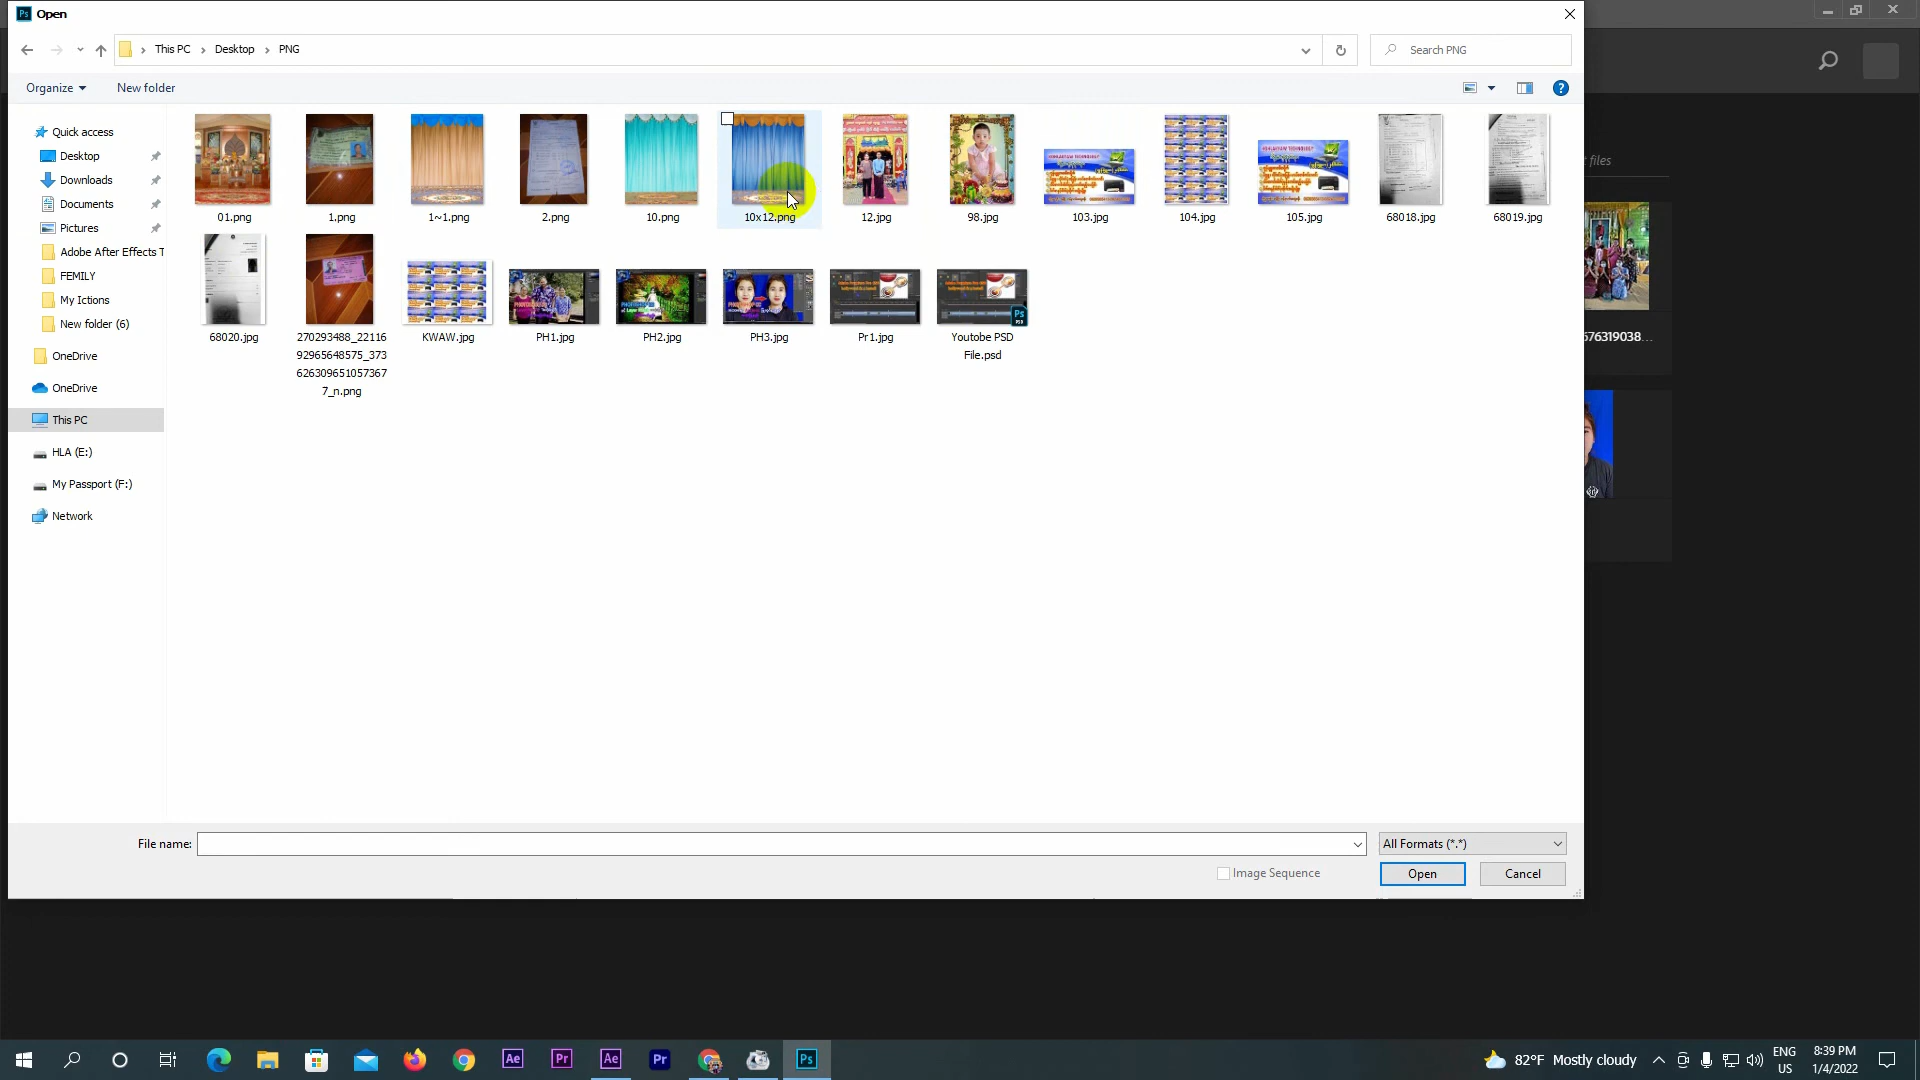 Open
This PC
Desktop
PNG
Search PNG
Organize
New folder
Quick access
Desktop
Downloads
Documents
Pictures
Adobe After Effects T
FEMILY
My Ictions
New folder (6)
OneDrive
OneDrive
This PC
HLA (E:)
My Passport (F:)
Network
01.png
1.png
1~1.png
2.png
10.png
10x12.png
12.jpg
98.jpg
103.jpg
104.jpg
105.jpg
68018.jpg
68019.jpg
68020.jpg
270293488_22116
92965648575_373
626309651057367
7_n.png
KWAW.jpg
PH1.jpg
PH2.jpg
PH3.jpg
Pr1.jpg
Youtobe PSD
File.psd
files
676319038...
File name:
All Formats (*.*)
Image Sequence
Open
Cancel
82°F Mostly cloudy
ENG
US
8:39 PM
1/4/2022